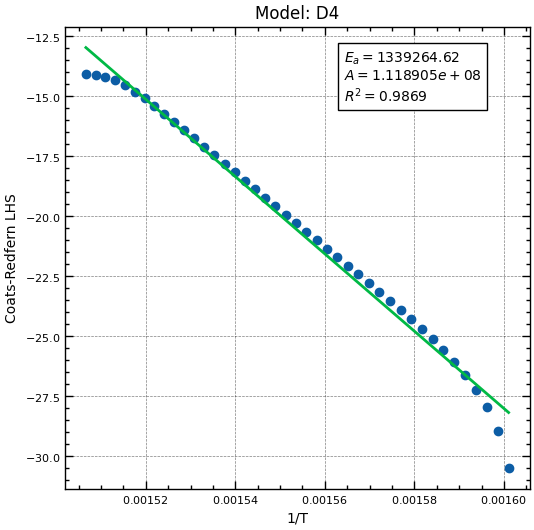 Model: D4
E_a = 1339264.62
A = 1.118905e + 08
R^2 = 0.9869
−12.5
−15.0
−17.5
−20.0
−22.5
−25.0
−27.5
−30.0
Coats-Redfern LHS
0.00152 0.00154 0.00156 0.00158 0.00160
1/T